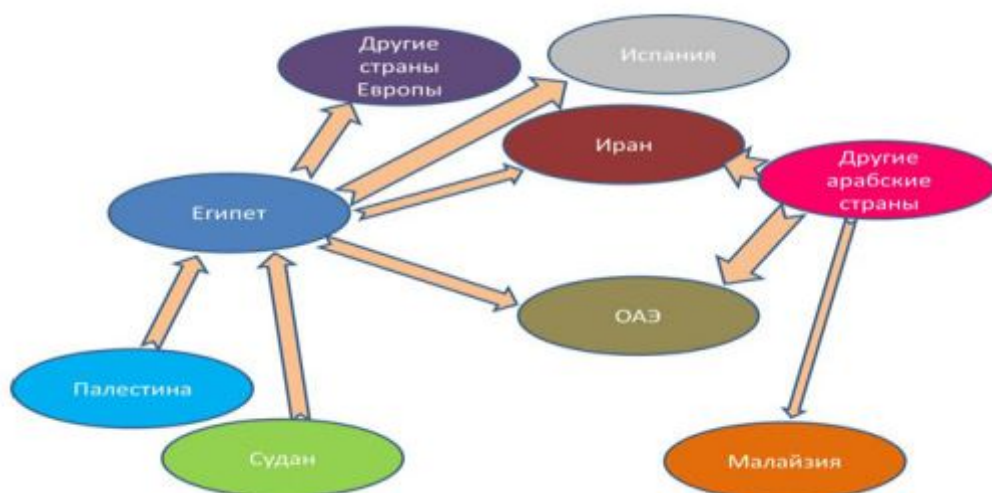 Другие
страны
Европы
Испания
Иран
Другие
арабские
страны
Египет
ОАЭ
Палестина
Судан
Малайзия